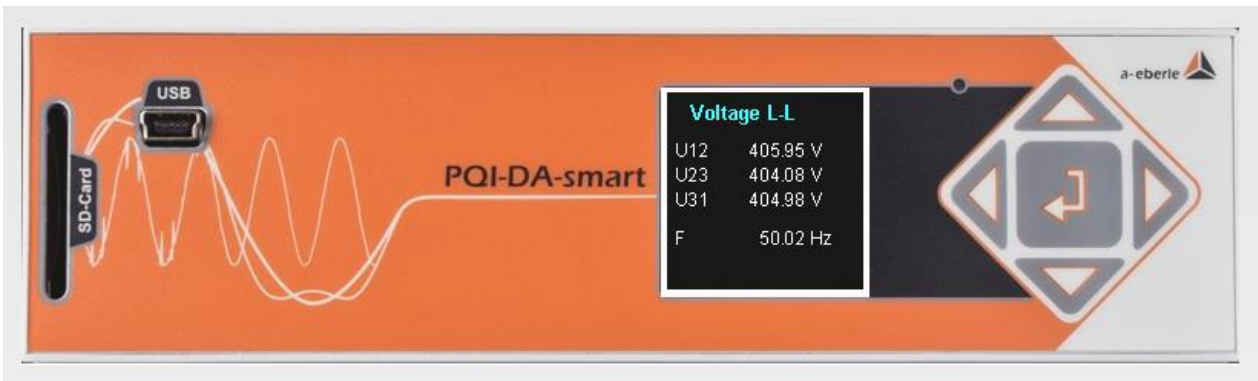 USB
SD-Card
PQI-DA-smart
Voltage L-L
U12 405.95 V
U23 404.08 V
U31 404.98 V
F 50.02 Hz
a-eberle